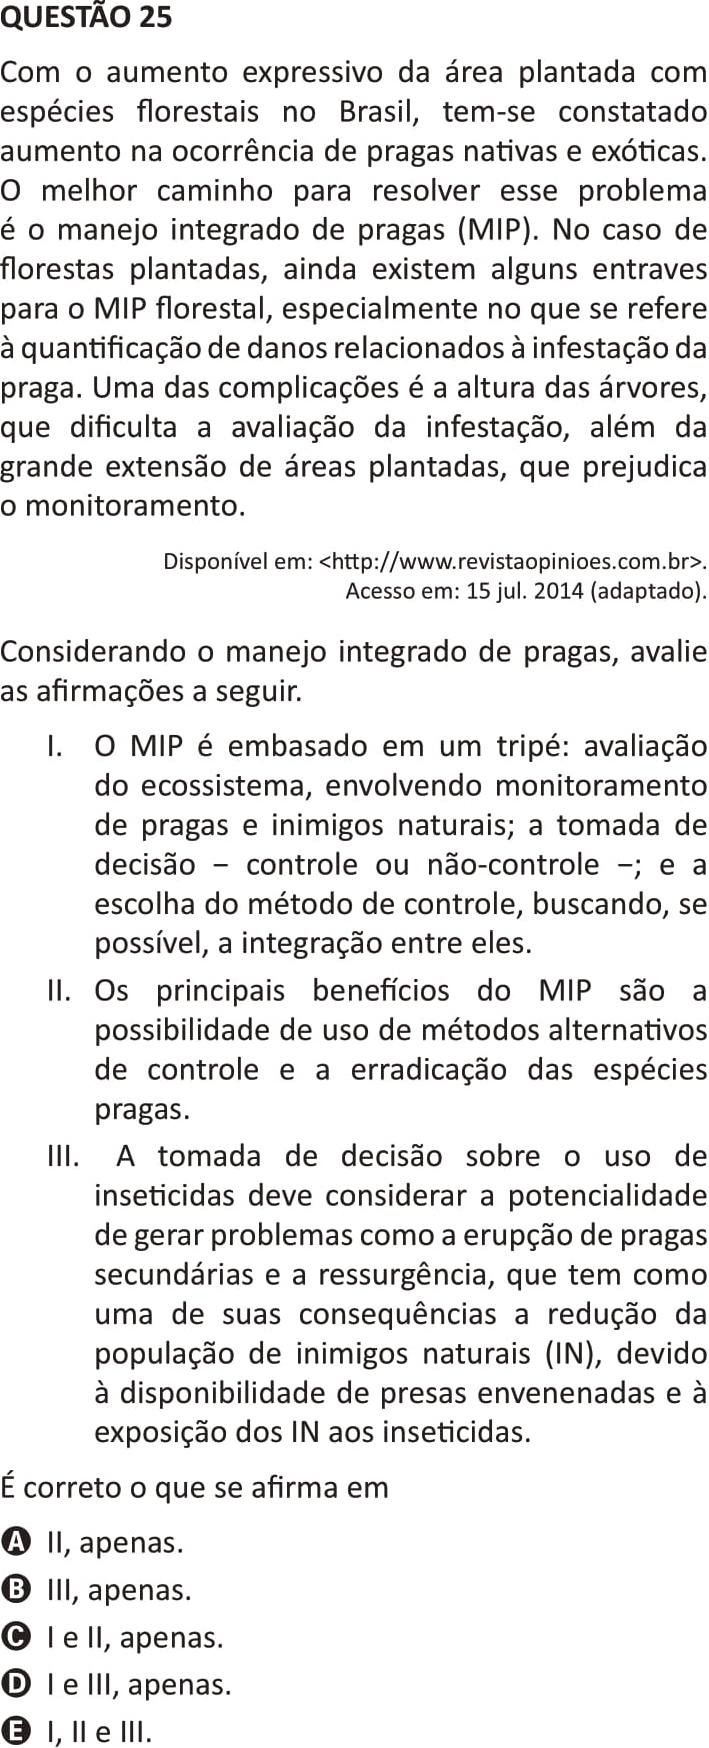 QUESTÃO 25
Com o aumento expressivo da área plantada com
espécies florestais no Brasil, tem-se constatado
aumento na ocorrência de pragas nativas e exóticas.
O melhor caminho para resolver esse problema
é o manejo integrado de pragas (MIP). No caso de
florestas plantadas, ainda existem alguns entraves
para o MIP florestal, especialmente no que se refere
à quantificação de danos relacionados à infestação da
praga. Uma das complicações é a altura das árvores,
que dificulta a avaliação da infestação, além da
grande extensão de áreas plantadas, que prejudica
o monitoramento.
Disponível em: <http://www.revistaopinioes.com.br>.
Acesso em: 15 jul. 2014 (adaptado).
Considerando o manejo integrado de pragas, avalie
as afirmações a seguir.
I. O MIP é embasado em um tripé: avaliação
do ecossistema, envolvendo monitoramento
de pragas e inimigos naturais; a tomada de
decisão – controle ou não-controle –; e a
escolha do método de controle, buscando, se
possível, a integração entre eles.
II. Os principais benefícios do MIP são a
possibilidade de uso de métodos alternativos
de controle e a erradicação das espécies
pragas.
III. A tomada de decisão sobre o uso de
inseticidas deve considerar a potencialidade
de gerar problemas como a erupção de pragas
secundárias e a ressurgência, que tem como
uma de suas consequências a redução da
população de inimigos naturais (IN), devido
à disponibilidade de presas envenenadas e à
exposição dos IN aos inseticidas.
É correto o que se afirma em
A II, apenas.
B III, apenas.
C I e II, apenas.
D I e III, apenas.
E I, II e III.